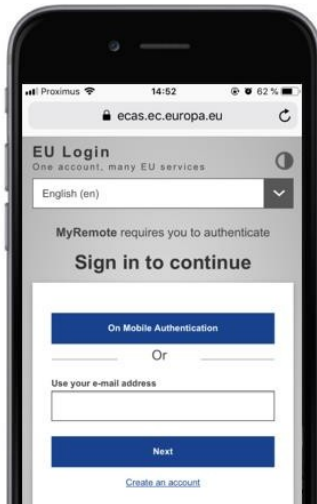 Proximus 14:52 62 %
ecas.ec.europa.eu
EU Login
One account, many EU services
English (en)
MyRemote requires you to authenticate
Sign in to continue
On Mobile Authentication
Or
Use your e-mail address
Next
Create an account